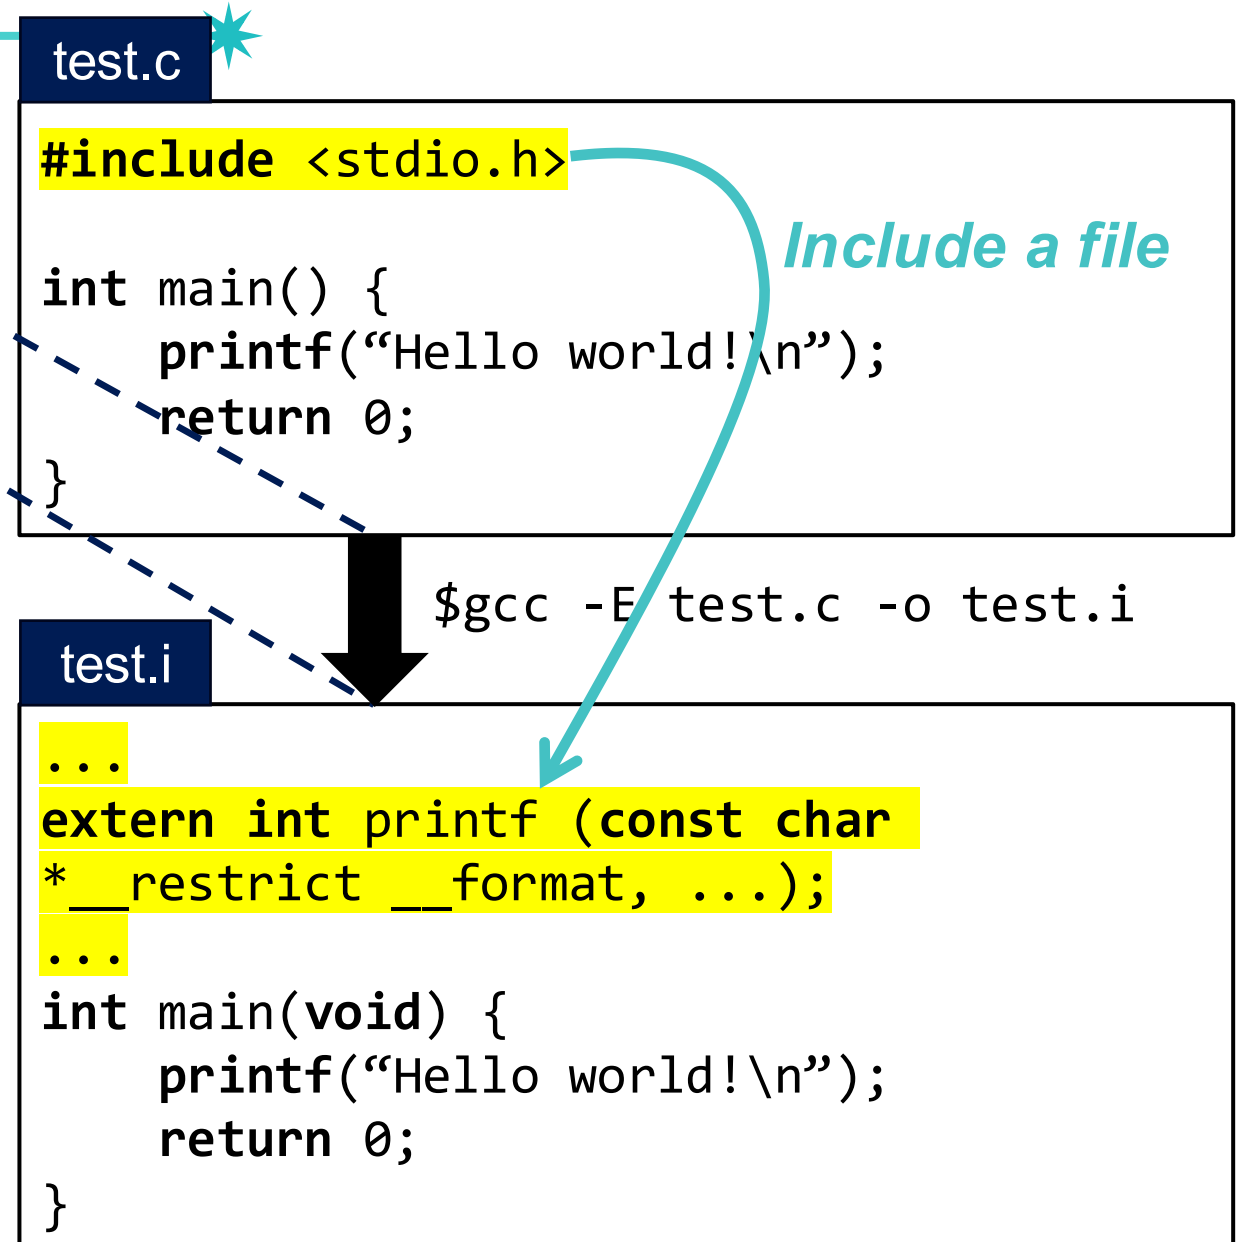 test.c
#include <stdio.h>
Include a file
int main() {
    printf(“Hello world!\n”);
    return 0;
}
$gcc -E test.c -o test.i
test.i
...
extern int printf (const char
*__restrict __format, ...);
...
int main(void) {
    printf(“Hello world!\n”);
    return 0;
}